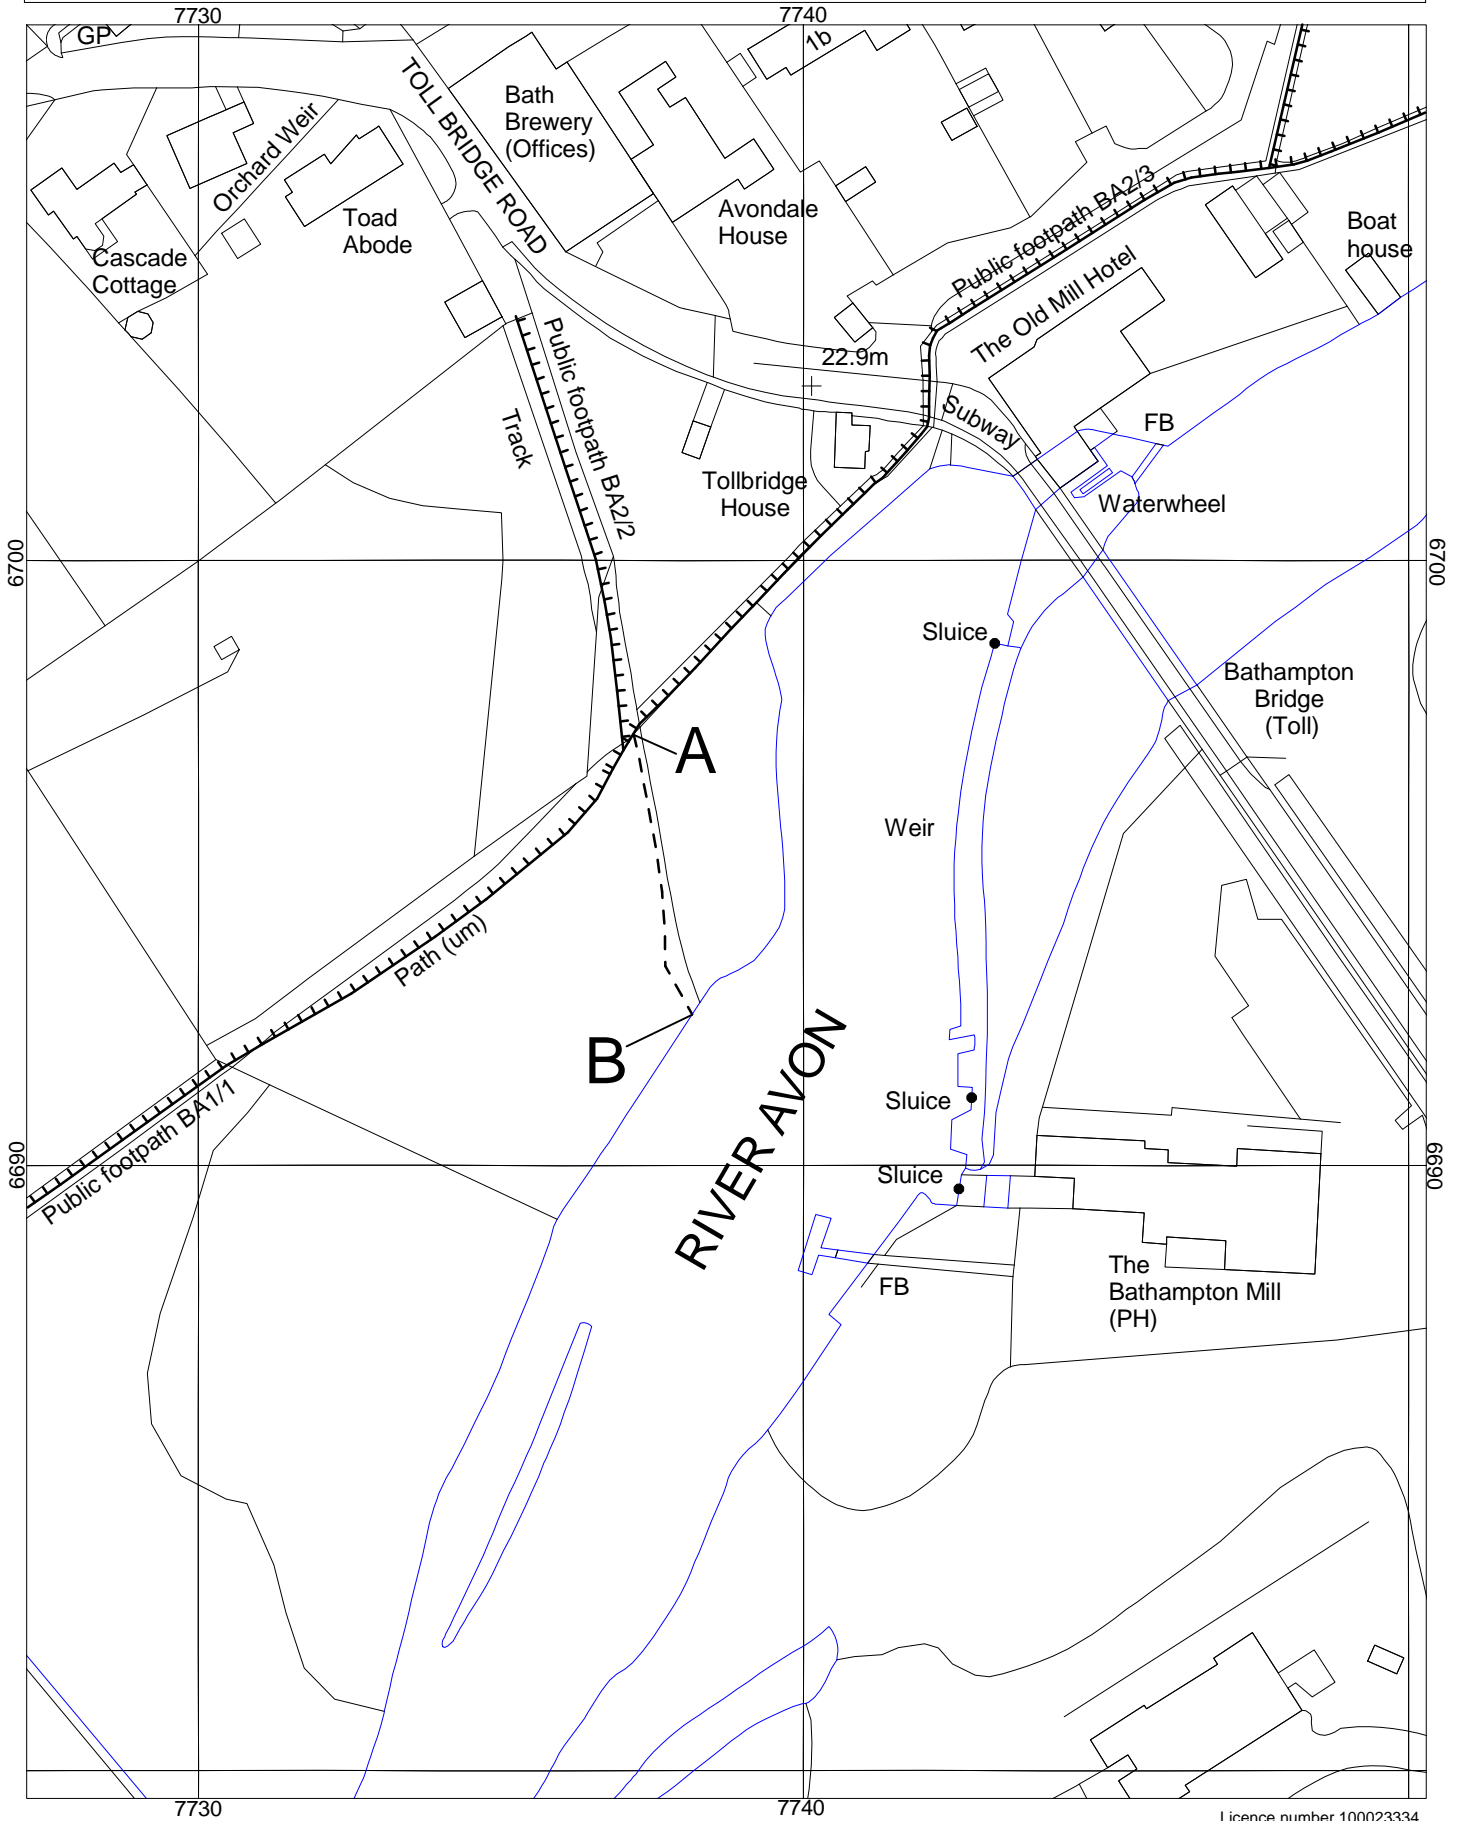 7730
7740
GP
1b
TOLL BRIDGE ROAD
Bath
Brewery
(Offices)
Orchard Weir
Toad
Abode
Cascade
Cottage
Avondale
House
Public footpath BA2/3
Boat
house
The Old Mill Hotel
22.9m
Subway
FB
Public footpath BA2/2
Track
Tollbridge
House
Waterwheel
6700
6700
Sluice
Bathampton
Bridge
(Toll)
A
Weir
Path (um)
B
RIVER AVON
Sluice
Public footpath BA1/1
6690
6690
Sluice
FB
The
Bathampton Mill
(PH)
7730
7740
Licence number 100023334